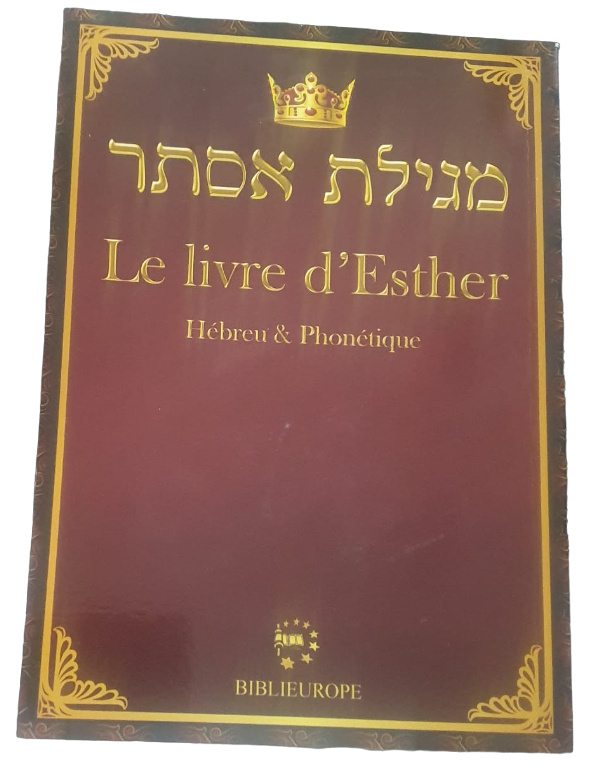 מגילת אסתר
Le livre d'Esther
Hébreu & Phonétique
BIBLIEUROPE